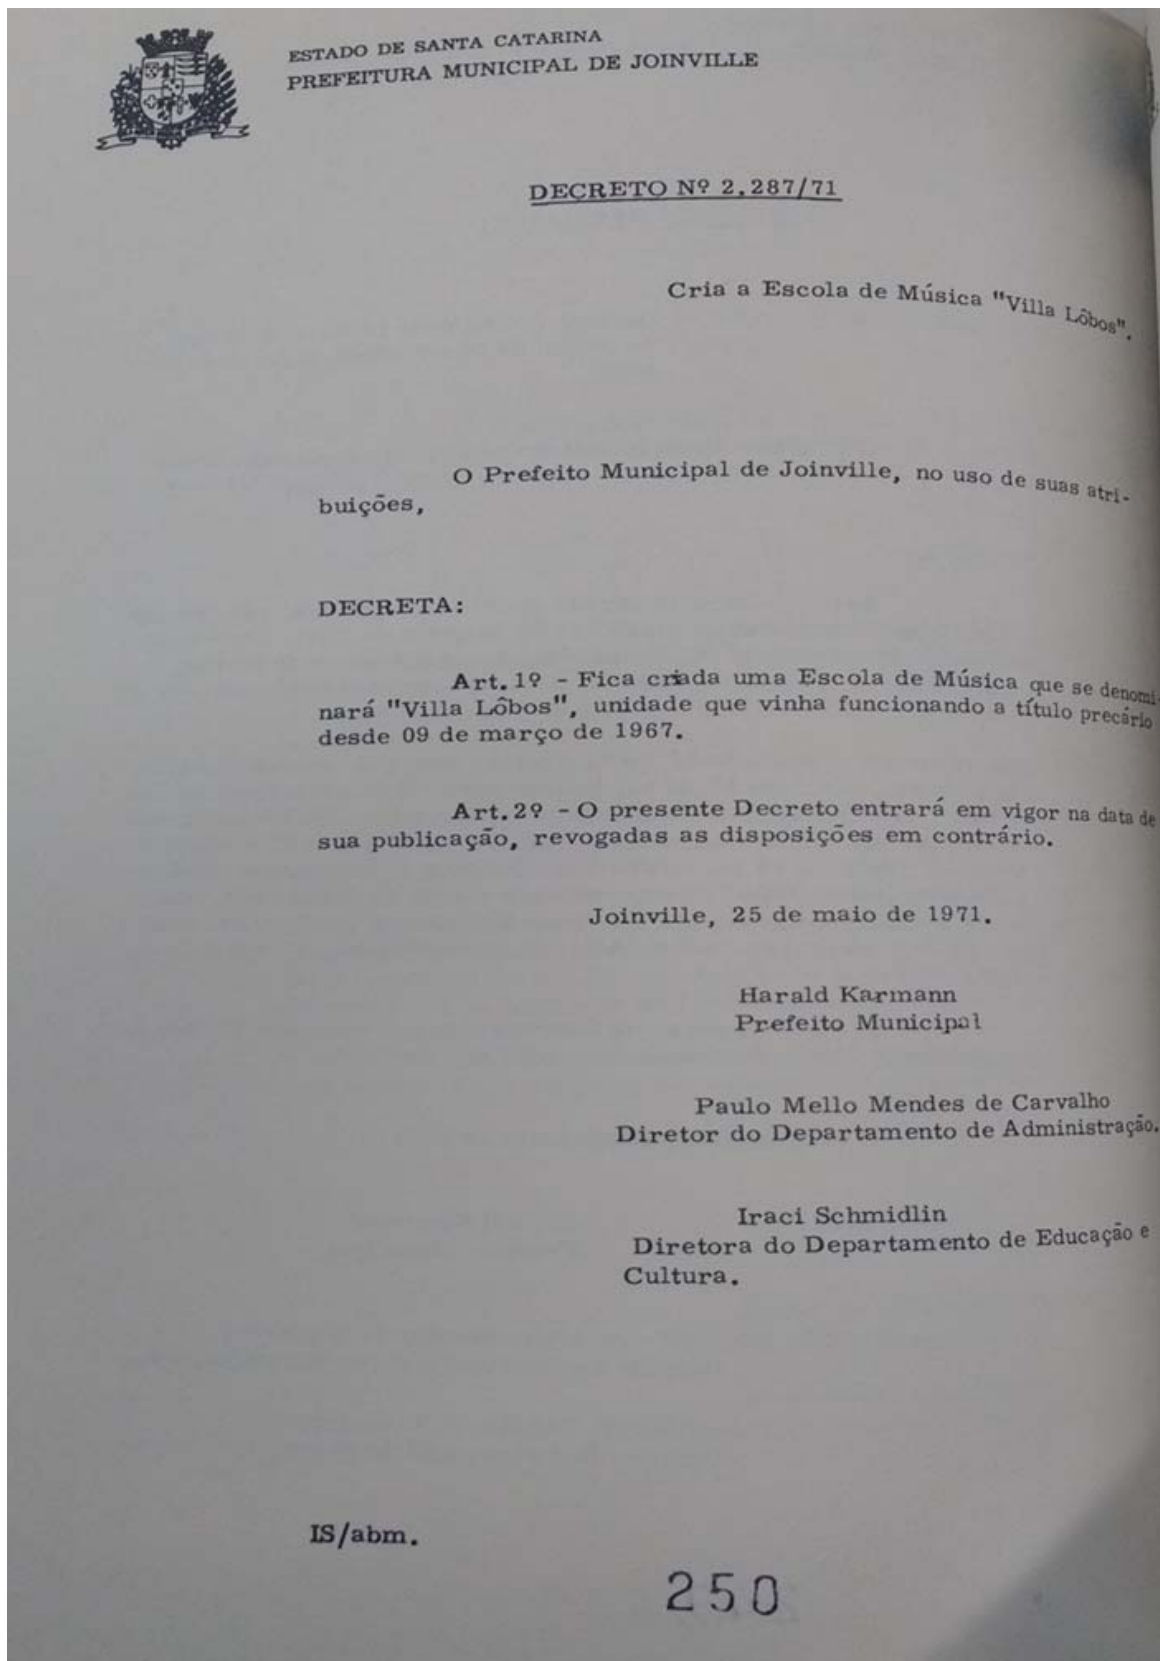 ESTADO DE SANTA CATARINA
PREFEITURA MUNICIPAL DE JOINVILLE
DECRETO Nº 2.287/71
Cria a Escola de Música "Villa Lôbos".
O Prefeito Municipal de Joinville, no uso de suas atri-
buições,
DECRETA:
Art. 1º - Fica criada uma Escola de Música que se denomi-
nará "Villa Lôbos", unidade que vinha funcionando a título precário
desde 09 de março de 1967.
Art. 2º - O presente Decreto entrará em vigor na data de
sua publicação, revogadas as disposições em contrário.
Joinville, 25 de maio de 1971.
Harald Karmann
Prefeito Municipal
Paulo Mello Mendes de Carvalho
Diretor do Departamento de Administração.
Iraci Schmidlin
Diretora do Departamento de Educação e
Cultura.
IS/abm.
250